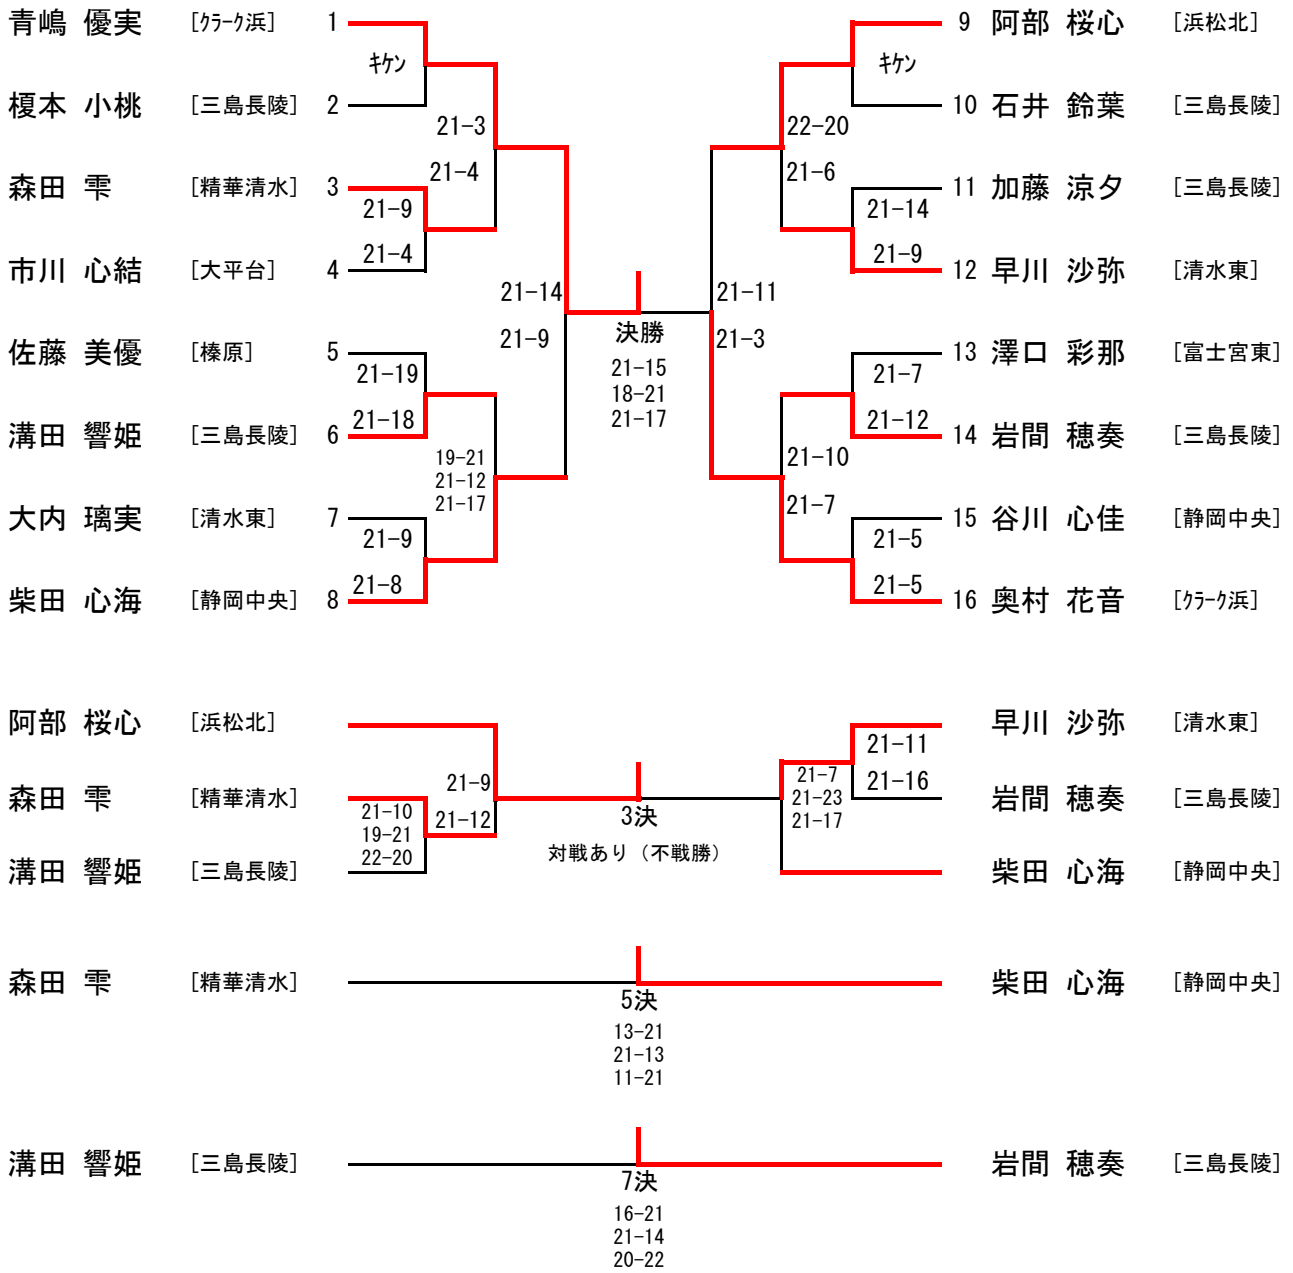 青嶋 優実 [クラーク浜] 1
キケン
榎本 小桃 [三島長陵] 2
21-3
21-4
森田 雫 [精華清水] 3
21-9
21-4
市川 心結 [大平台] 4
21-14
21-9
佐藤 美優 [榛原] 5
21-19
21-18
溝田 響姫 [三島長陵] 6
19-21
21-12
21-17
大内 璃実 [清水東] 7
21-9
21-8
柴田 心海 [静岡中央] 8
決勝
21-15
18-21
21-17
9 阿部 桜心 [浜松北]
キケン
10 石井 鈴葉 [三島長陵]
22-20
21-6
11 加藤 涼夕 [三島長陵]
21-14
21-9
12 早川 沙弥 [清水東]
21-11
21-3
13 澤口 彩那 [富士宮東]
21-7
21-12
14 岩間 穂奏 [三島長陵]
21-10
21-7
15 谷川 心佳 [静岡中央]
21-5
21-5
16 奥村 花音 [クラーク浜]
阿部 桜心 [浜松北]
21-9
21-12
森田 雫 [精華清水]
21-10
19-21
22-20
溝田 響姫 [三島長陵]
3決
対戦あり（不戦勝）
早川 沙弥 [清水東]
21-11
21-16
岩間 穂奏 [三島長陵]
21-7
21-23
21-17
柴田 心海 [静岡中央]
森田 雫 [精華清水]
柴田 心海 [静岡中央]
5決
13-21
21-13
11-21
溝田 響姫 [三島長陵]
岩間 穂奏 [三島長陵]
7決
16-21
21-14
20-22